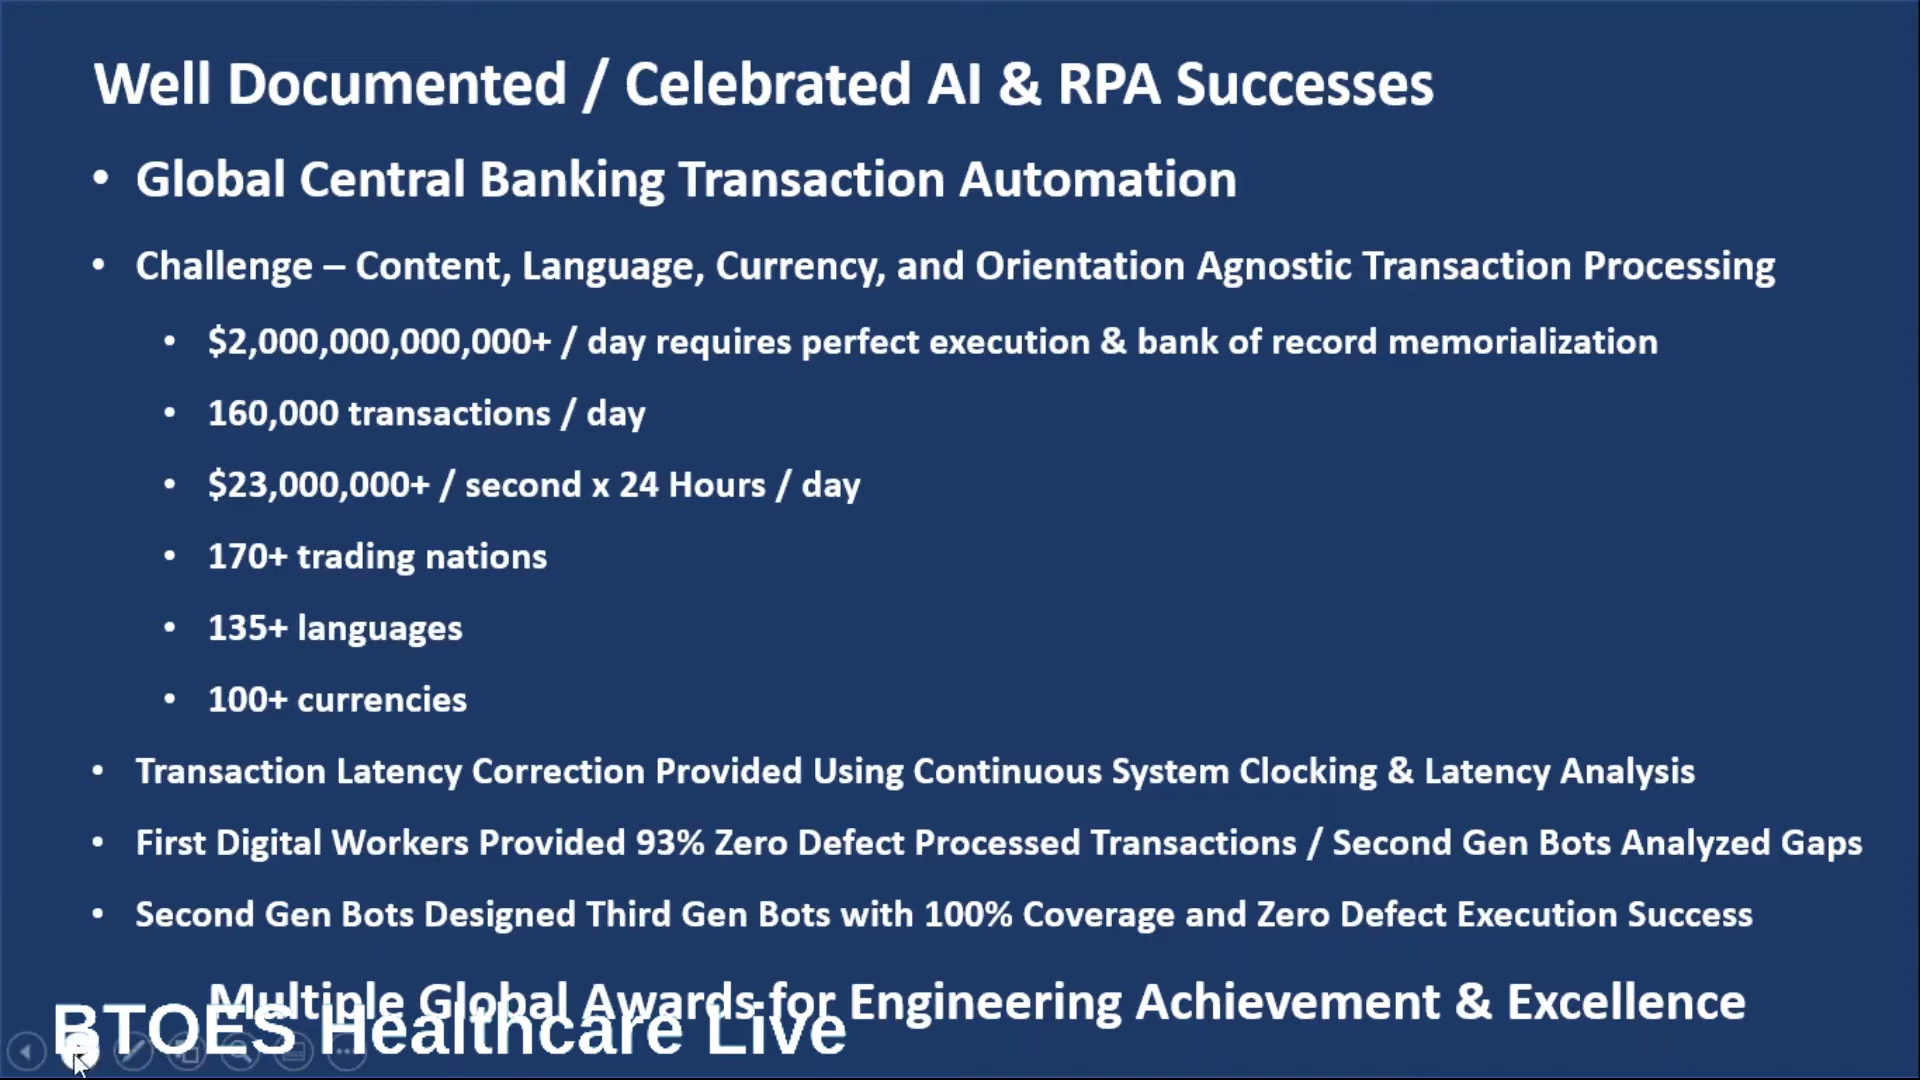 Well Documented / Celebrated AI & RPA Successes
• Global Central Banking Transaction Automation
• Challenge – Content, Language, Currency, and Orientation Agnostic Transaction Processing
• $2,000,000,000,000+ / day requires perfect execution & bank of record memorialization
• 160,000 transactions / day
• $23,000,000+ / second x 24 Hours / day
• 170+ trading nations
• 135+ languages
• 100+ currencies
• Transaction Latency Correction Provided Using Continuous System Clocking & Latency Analysis
• First Digital Workers Provided 93% Zero Defect Processed Transactions / Second Gen Bots Analyzed Gaps
• Second Gen Bots Designed Third Gen Bots with 100% Coverage and Zero Defect Execution Success
Multiple Global Awards for Engineering Achievement & Excellence
BTOES Healthcare Live